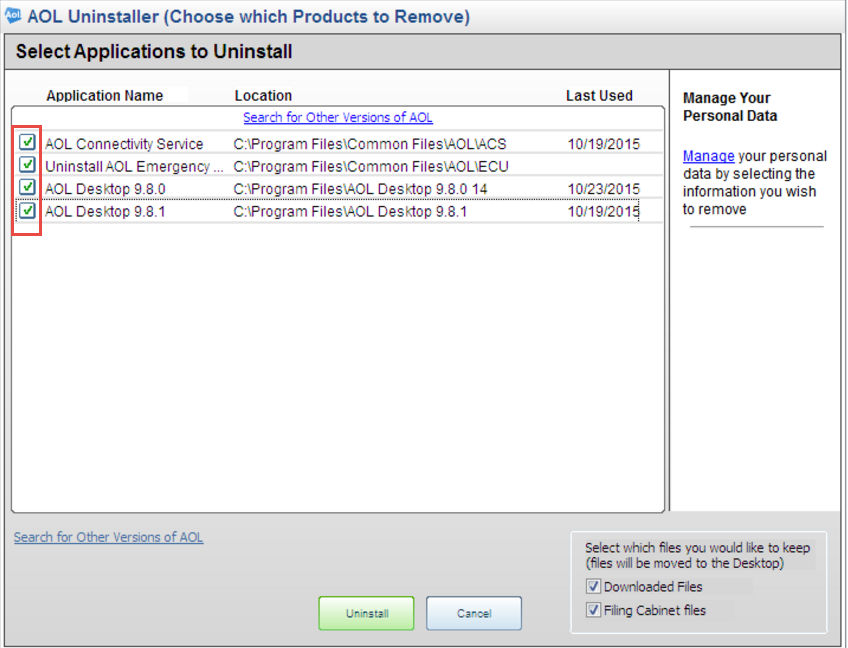 AOL Uninstaller (Choose which Products to Remove)
Select Applications to Uninstall
Application Name Location Last Used
Search for Other Versions of AOL
AOL Connectivity Service C:\Program Files\Common Files\AOL\ACS 10/19/2015
Uninstall AOL Emergency ... C:\Program Files\Common Files\AOL\ECU
AOL Desktop 9.8.0 C:\Program Files\AOL Desktop 9.8.0 14 10/23/2015
AOL Desktop 9.8.1 C:\Program Files\AOL Desktop 9.8.1 10/19/2015
Manage Your
Personal Data
Manage your personal
data by selecting the
information you wish
to remove
Search for Other Versions of AOL
Select which files you would like to keep
(files will be moved to the Desktop)
Downloaded Files
Filing Cabinet files
Uninstall Cancel